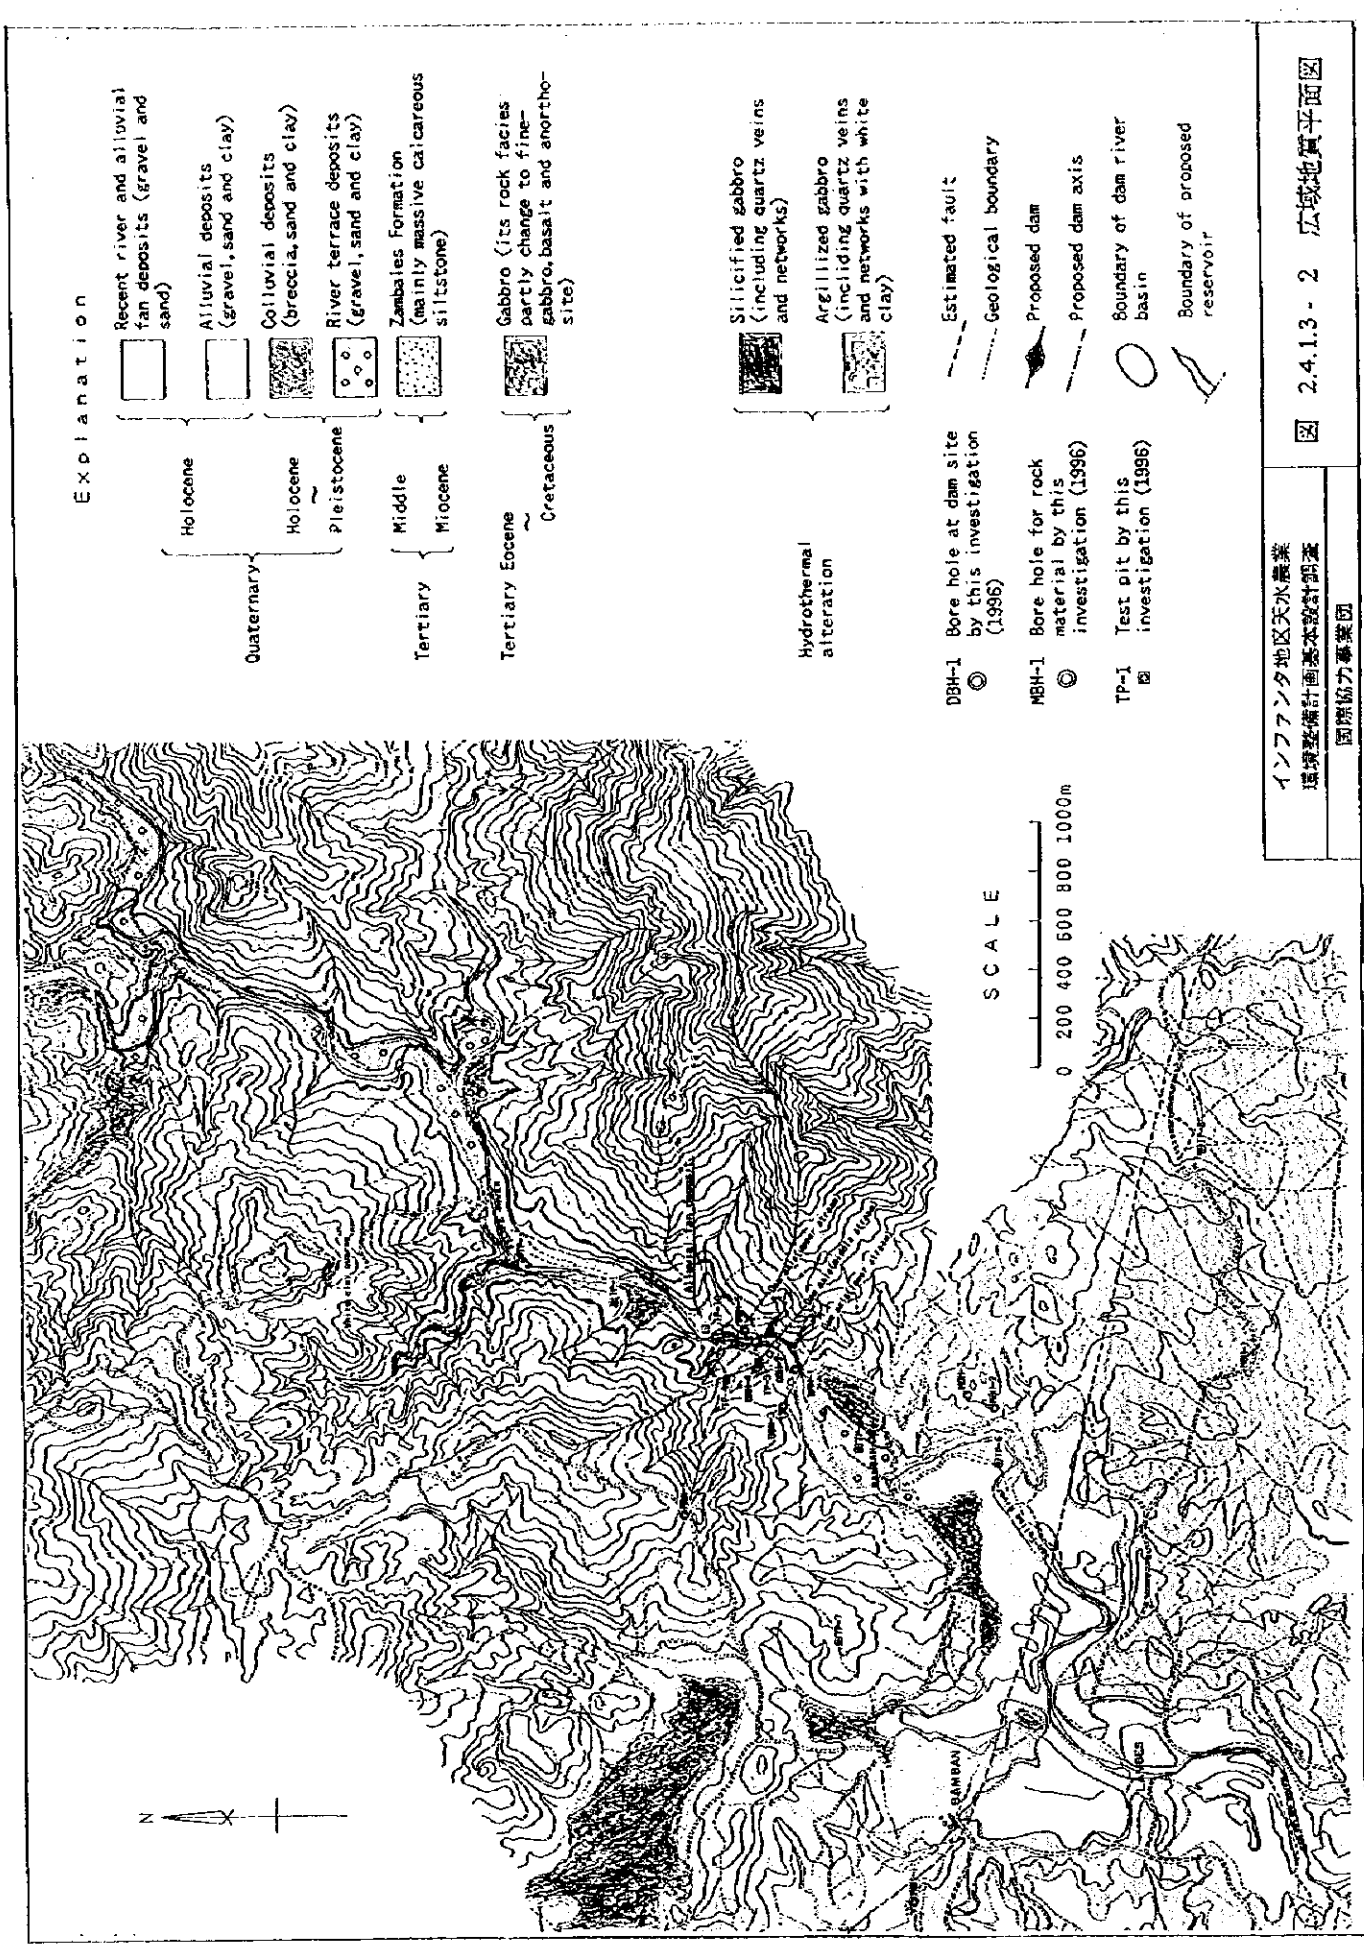 Explanation
Quaternary
Holocene
Recent river and alluvial
fan deposits (gravel and
sand)
Alluvial deposits
(gravel,sand and clay)
Holocene
~
Pleistocene
Colluvial deposits
(breccia,sand and clay)
River terrace deposits
(gravel,sand and clay)
Tertiary
Middle
Miocene
Zambales Formation
(mainly massive calcareous
siltstone)
Tertiary Eocene
~
Cretaceous
Gabbro (its rock facies
partly change to fine-
gabbro,basalt and anortho-
site)
Hydrothermal
alteration
Silicified gabbro
(including quartz veins
and networks)
Argillized gabbro
(incliding quartz veins
and networks with white
clay)
DBH-1 Bore hole at dam site
by this investigation
(1996)
MBH-1 Bore hole for rock
material by this
investigation (1996)
TP-1 Test pit by this
investigation (1996)
Estimated fault
Geological boundary
Proposed dam
Proposed dam axis
Boundary of dam river
basin
Boundary of proposed
reservoir
N
BAMBAN
SCALE
0 200 400 600 800 1000m
インファンタ地区天水農業
環境整備計画基本設計調査
国際協力事業団
図 2.4.1.3 - 2 広域地質平面図